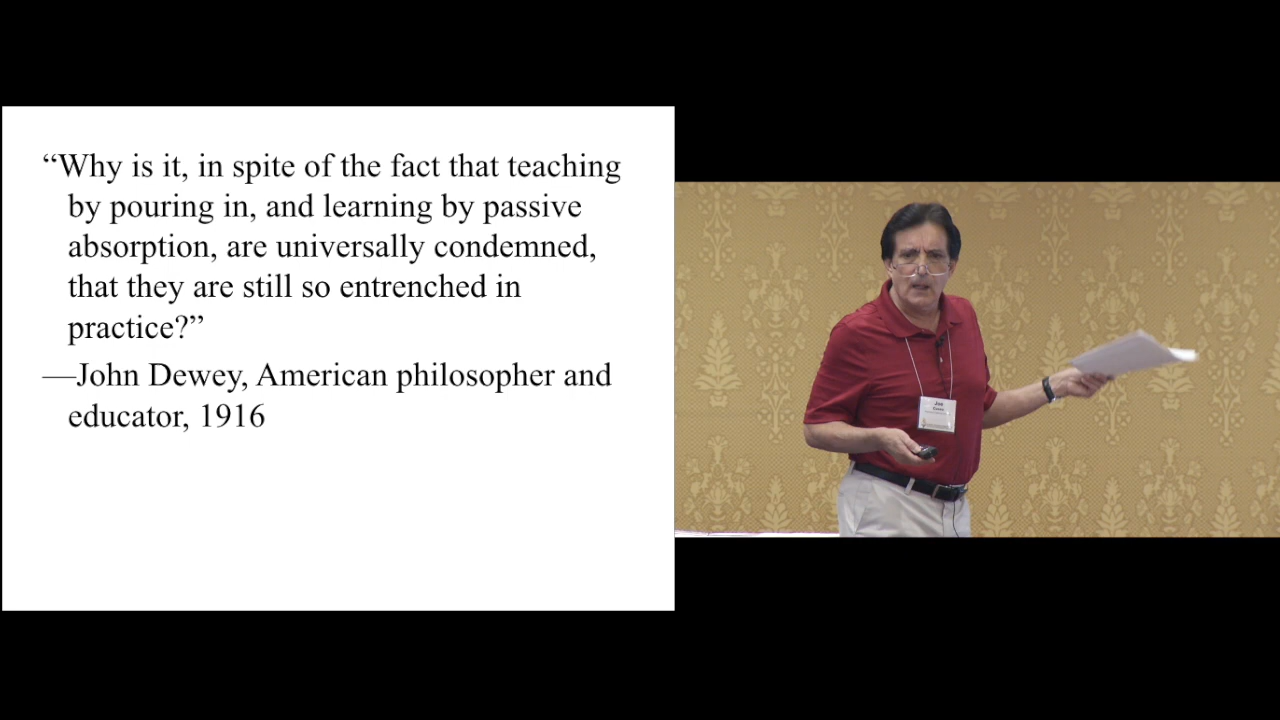 “Why is it, in spite of the fact that teaching
by pouring in, and learning by passive
absorption, are universally condemned,
that they are still so entrenched in
practice?”
—John Dewey, American philosopher and
educator, 1916